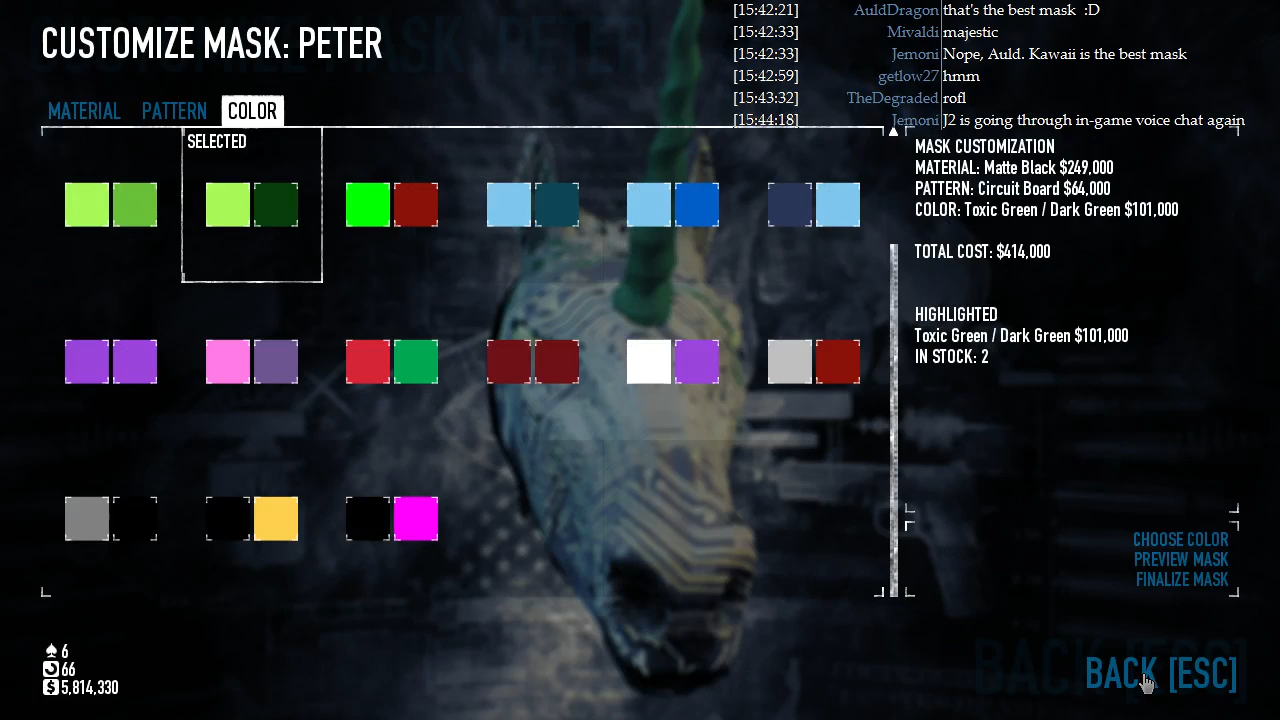 [15:42:21] AuldDragon that's the best mask :D
[15:42:33] Mivaldi majestic
[15:42:33] Jemoni Nope, Auld. Kawaii is the best mask
[15:42:59] getlow27 hmm
[15:43:32] TheDegraded rofl
[15:44:18] Jemoni J2 is going through in-game voice chat again
CUSTOMIZE MASK: PETER
MATERIAL PATTERN COLOR
SELECTED
MASK CUSTOMIZATION
MATERIAL: Matte Black $249,000
PATTERN: Circuit Board $64,000
COLOR: Toxic Green / Dark Green $101,000
TOTAL COST: $414,000
HIGHLIGHTED
Toxic Green / Dark Green $101,000
IN STOCK: 2
CHOOSE COLOR
PREVIEW MASK
FINALIZE MASK
6
66
5,814,330
BACK [ESC]